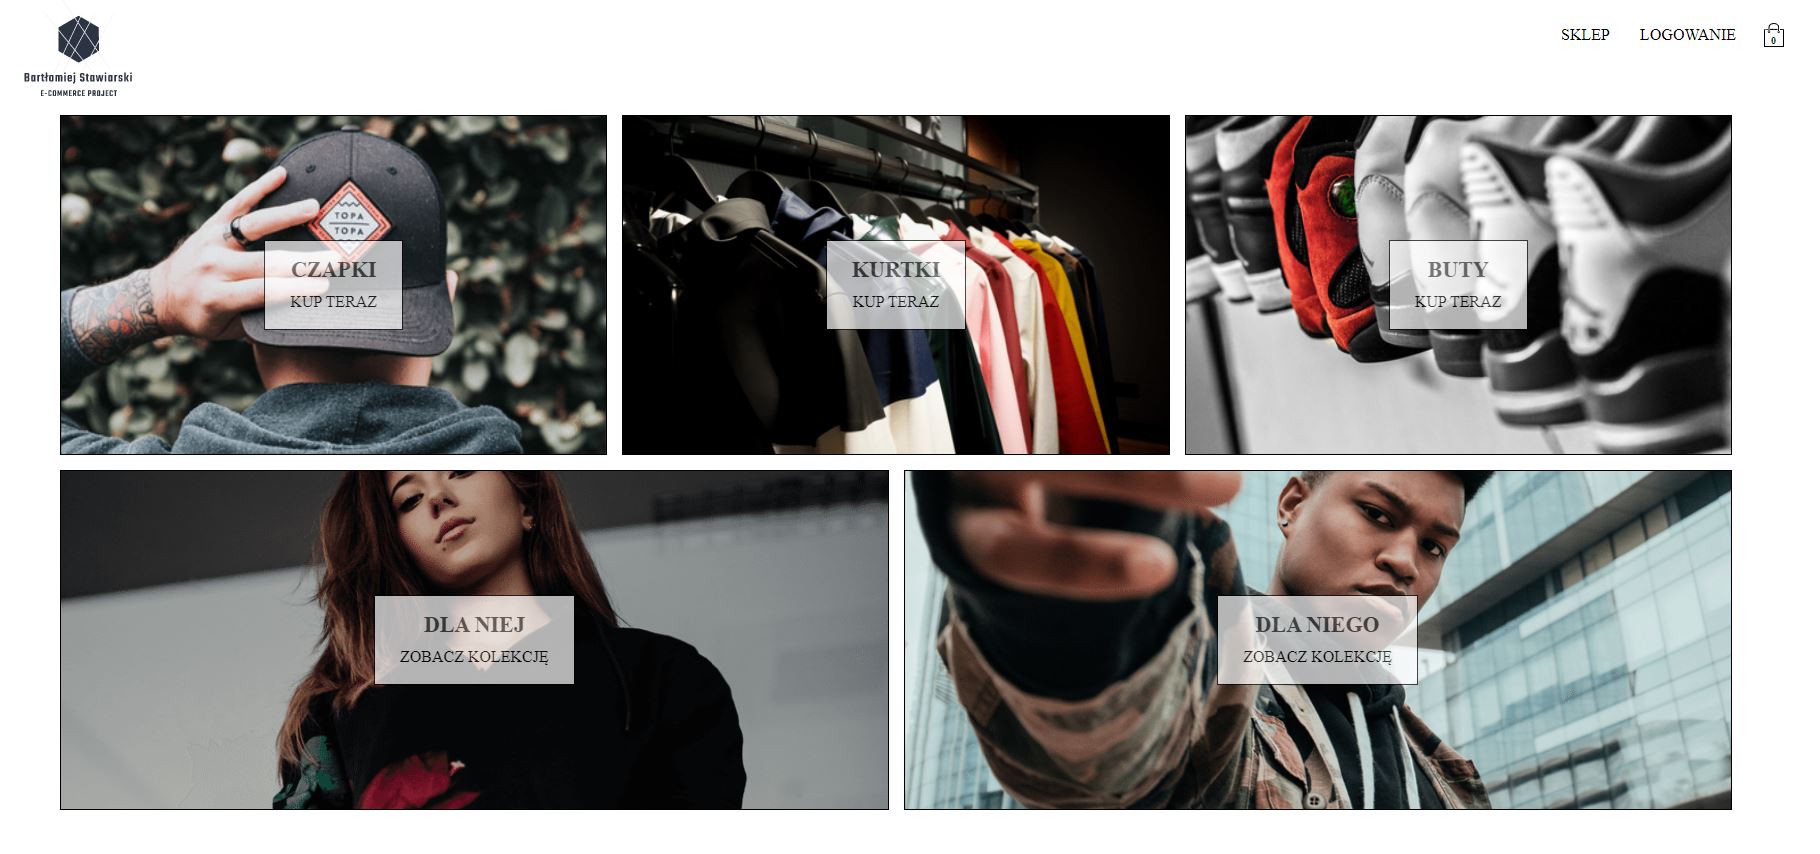 Bartłomiej Stawiarski
E-COMMERCE PROJECT
SKLEP
LOGOWANIE
0
TOPA
TOPA
CZAPKI
KUP TERAZ
KURTKI
KUP TERAZ
BUTY
KUP TERAZ
DLA NIEJ
ZOBACZ KOLEKCJĘ
DLA NIEGO
ZOBACZ KOLEKCJĘ